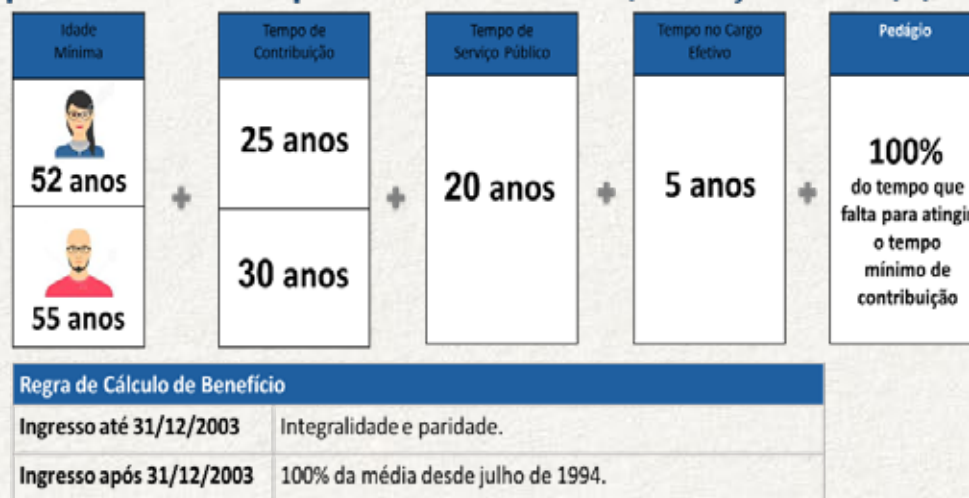 Idade
Mínima
Tempo de
Contribuição
Tempo de
Serviço Público
Tempo no Cargo
Efetivo
Pedágio
52 anos
55 anos
+
25 anos
30 anos
+
20 anos
+
5 anos
+
100%
do tempo que
falta para atingir
o tempo
mínimo de
contribuição
Regra de Cálculo de Benefício
Ingresso até 31/12/2003 Integralidade e paridade.
Ingresso após 31/12/2003 100% da média desde julho de 1994.